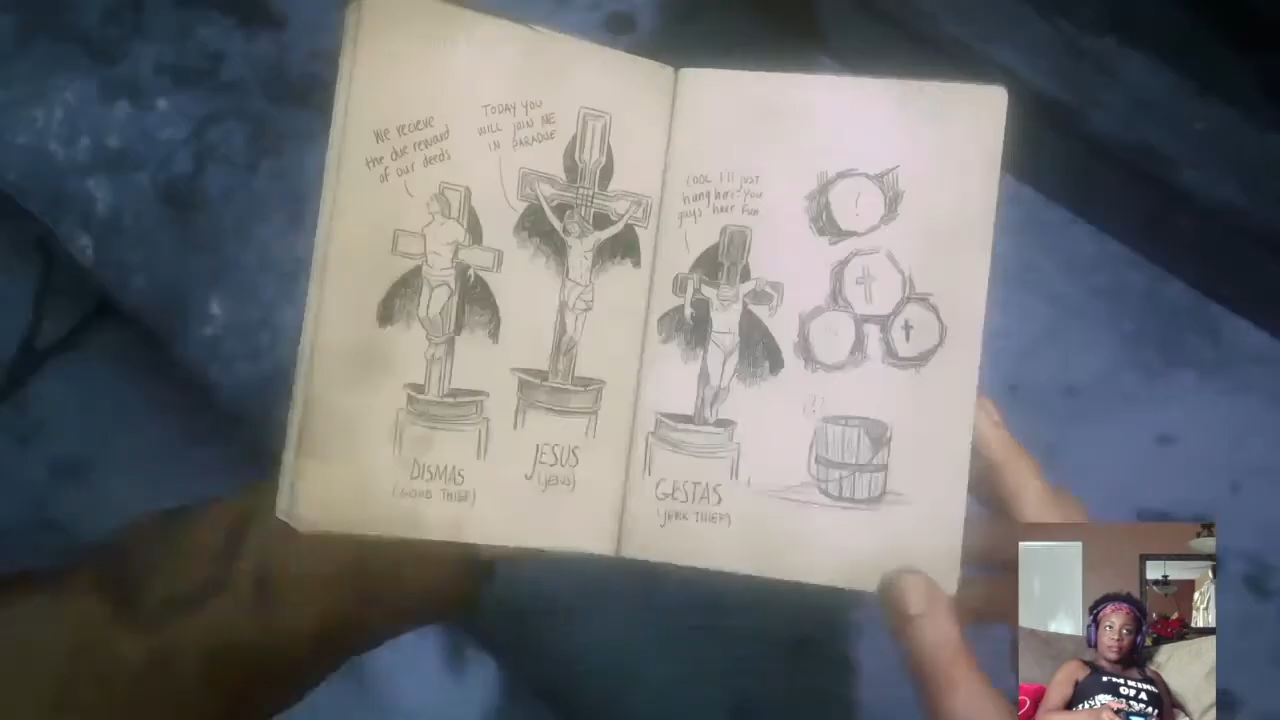 We recieve
the due reward
of our deeds
TODAY YOU
WILL JOIN ME
IN PARADISE
COOL I'll just
hang here. You
guys have fun
DISMAS
(GOOD THIEF)
JESUS
(JESUS)
GESTAS
(JERK THIEF)
!
???
I'M KIND
OF A